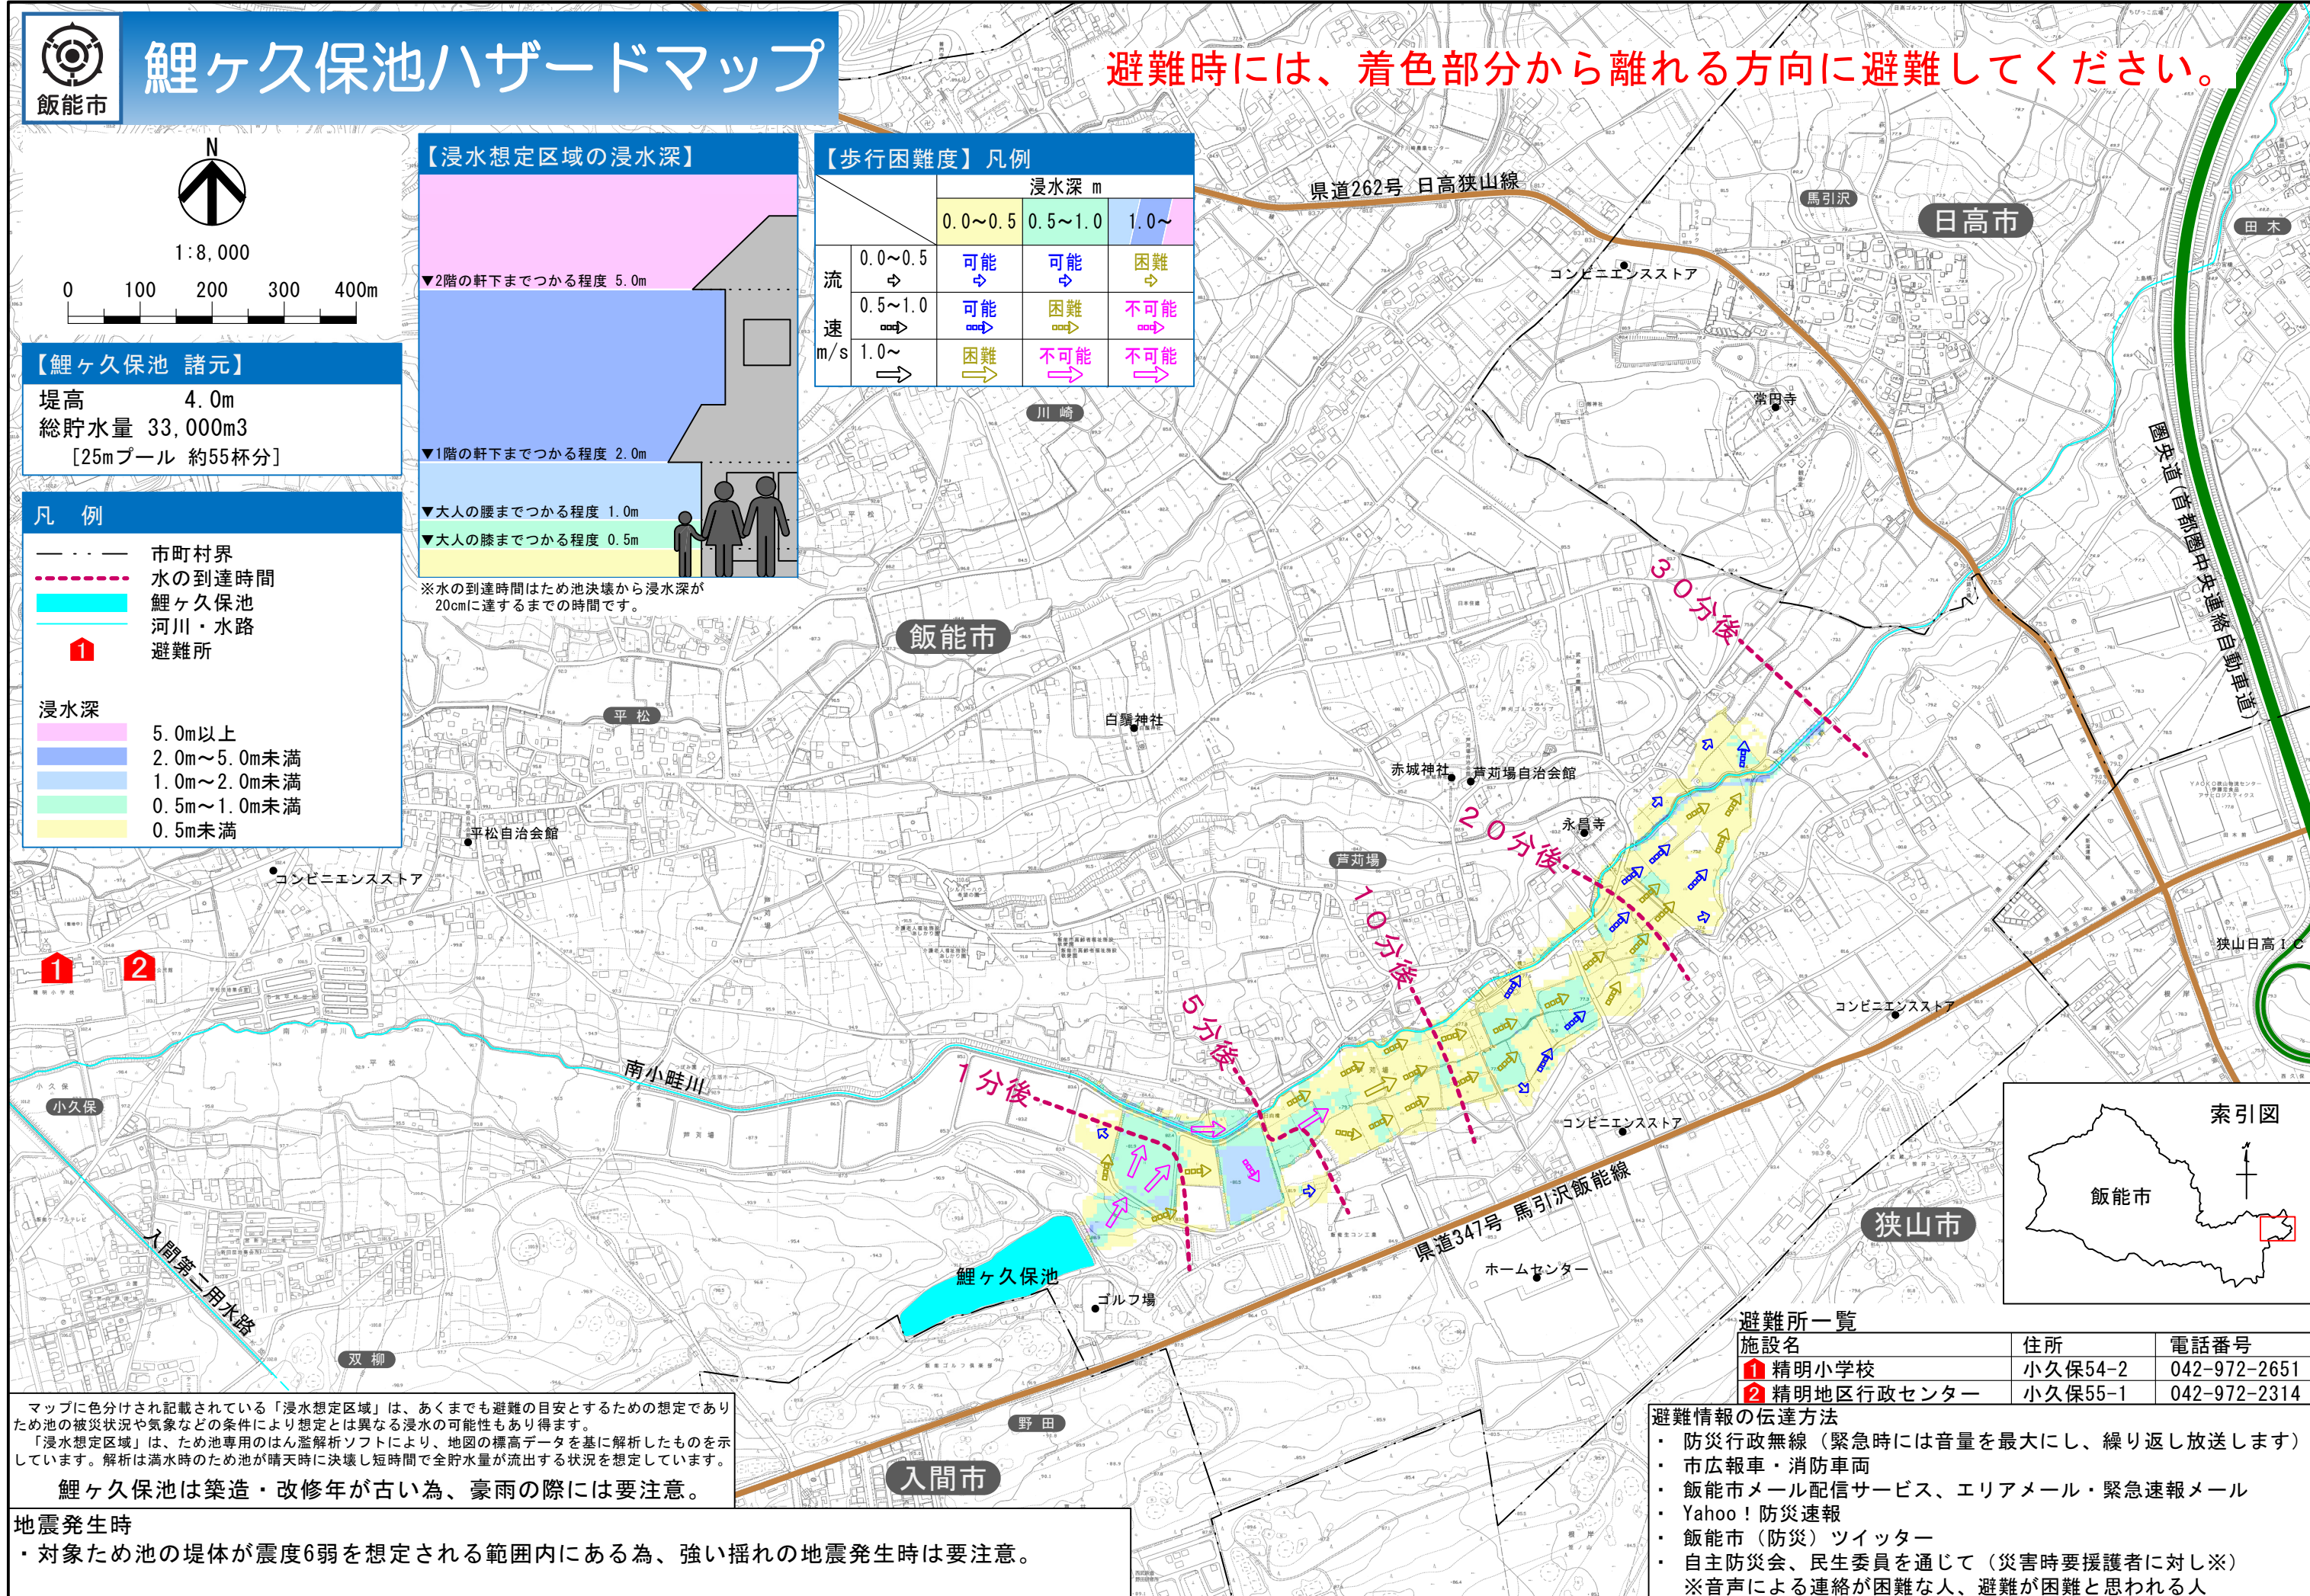 飯能市
鯉ヶ久保池ハザードマップ
避難時には、着色部分から離れる方向に避難してください。
N
1:8,000
0 100 200 300 400m
【鯉ヶ久保池 諸元】
堤高 4.0m
総貯水量 33,000m3
[25mプール 約55杯分]
凡 例
市町村界
水の到達時間
鯉ヶ久保池
河川・水路
1 避難所
浸水深
5.0m以上
2.0m～5.0m未満
1.0m～2.0m未満
0.5m～1.0m未満
0.5m未満
【浸水想定区域の浸水深】
▼2階の軒下までつかる程度 5.0m
▼1階の軒下までつかる程度 2.0m
▼大人の腰までつかる程度 1.0m
▼大人の膝までつかる程度 0.5m
※水の到達時間はため池決壊から浸水深が
20cmに達するまでの時間です。
【歩行困難度】凡例
浸水深 m
0.0～0.5 0.5～1.0 1.0～
流速 m/s
0.0～0.5 可能 可能 困難
0.5～1.0 可能 困難 不可能
1.0～ 困難 不可能 不可能
県道262号 日高狭山線
馬引沢
日高市
田木
コンビニエンスストア
常円寺
川崎
圏央道(首都圏中央連絡自動車道)
飯能市
平松
白鬚神社
平松自治会館
コンビニエンスストア
1
2
赤城神社
芦苅場自治会館
永昌寺
芦苅場
30分後
20分後
10分後
5分後
1分後
南小畦川
小久保
入間第二用水路
双柳
鯉ヶ久保池
ゴルフ場
コンビニエンスストア
コンビニエンスストア
狭山日高IC
県道347号 馬引沢飯能線
ホームセンター
狭山市
野田
入間市
索引図
飯能市
避難所一覧
施設名 住所 電話番号
1 精明小学校 小久保54-2 042-972-2651
2 精明地区行政センター 小久保55-1 042-972-2314
避難情報の伝達方法
・ 防災行政無線（緊急時には音量を最大にし、繰り返し放送します）
・ 市広報車・消防車両
・ 飯能市メール配信サービス、エリアメール・緊急速報メール
・ Yahoo！防災速報
・ 飯能市（防災）ツイッター
・ 自主防災会、民生委員を通じて（災害時要援護者に対し※）
※音声による連絡が困難な人、避難が困難と思われる人
マップに色分けされ記載されている「浸水想定区域」は、あくまでも避難の目安とするための想定であり
ため池の被災状況や気象などの条件により想定とは異なる浸水の可能性もあり得ます。
「浸水想定区域」は、ため池専用のはん濫解析ソフトにより、地図の標高データを基に解析したものを示
しています。解析は満水時のため池が晴天時に決壊し短時間で全貯水量が流出する状況を想定しています。
鯉ヶ久保池は築造・改修年が古い為、豪雨の際には要注意。
地震発生時
・対象ため池の堤体が震度6弱を想定される範囲内にある為、強い揺れの地震発生時は要注意。